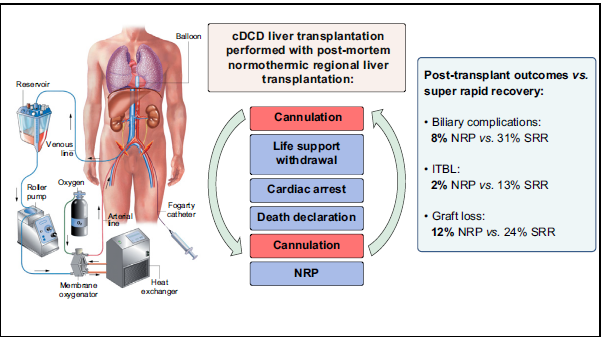 Balloon
Reservoir
Venous
line
Roller
pump
Oxygen
Arterial
line
Fogarty
catheter
Membrane
oxygenator
Heat
exchanger
cDCD liver transplantation
performed with post-mortem
normothermic regional liver
transplantation:
Cannulation
Life support
withdrawal
Cardiac arrest
Death declaration
Cannulation
NRP
Post-transplant outcomes vs.
super rapid recovery:
• Biliary complications:
8% NRP vs. 31% SRR
• ITBL:
2% NRP vs. 13% SRR
• Graft loss:
12% NRP vs. 24% SRR